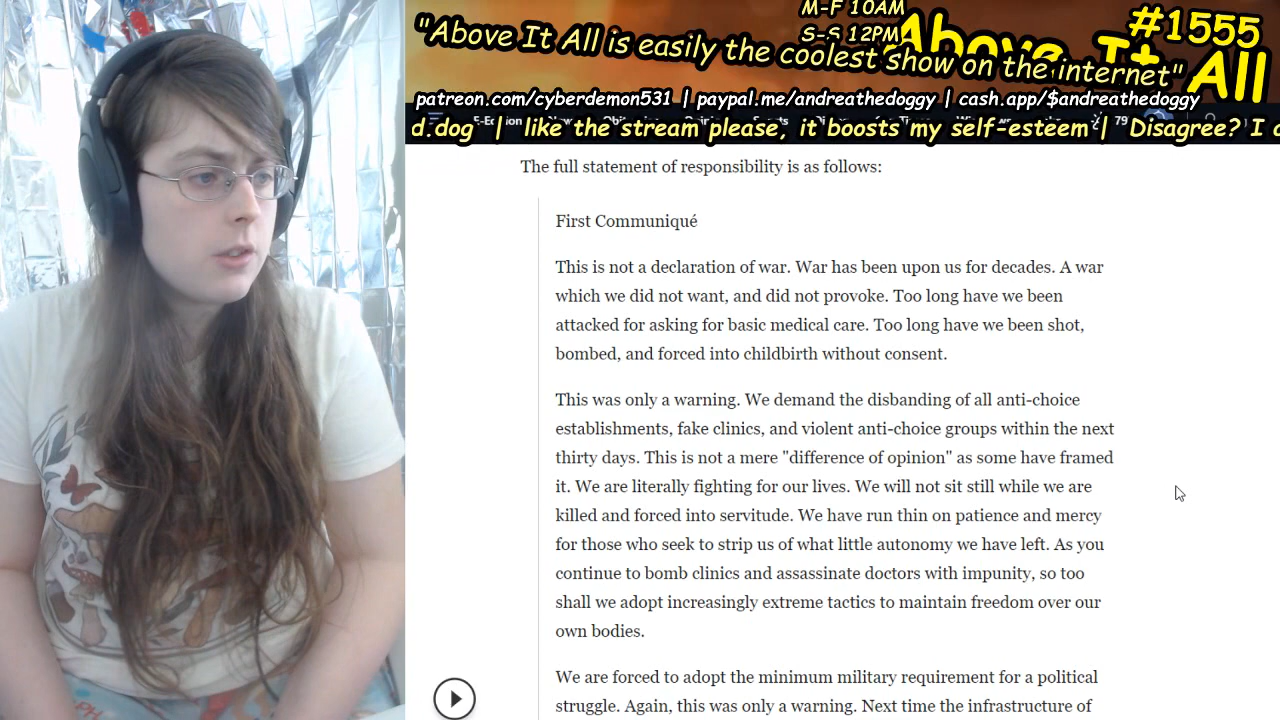 M-F 10AM
S-S 12PM
Above It All
#1555
"Above It All is easily the coolest show on the internet"
patreon.com/cyberdemon531 | paypal.me/andreathedoggy | cash.app/$andreathedoggy
d.dog | like the stream please, it boosts my self-esteem | Disagree? I
The full statement of responsibility is as follows:
First Communiqué
This is not a declaration of war. War has been upon us for decades. A war
which we did not want, and did not provoke. Too long have we been
attacked for asking for basic medical care. Too long have we been shot,
bombed, and forced into childbirth without consent.
This was only a warning. We demand the disbanding of all anti-choice
establishments, fake clinics, and violent anti-choice groups within the next
thirty days. This is not a mere "difference of opinion" as some have framed
it. We are literally fighting for our lives. We will not sit still while we are
killed and forced into servitude. We have run thin on patience and mercy
for those who seek to strip us of what little autonomy we have left. As you
continue to bomb clinics and assassinate doctors with impunity, so too
shall we adopt increasingly extreme tactics to maintain freedom over our
own bodies.
We are forced to adopt the minimum military requirement for a political
struggle. Again, this was only a warning. Next time the infrastructure of